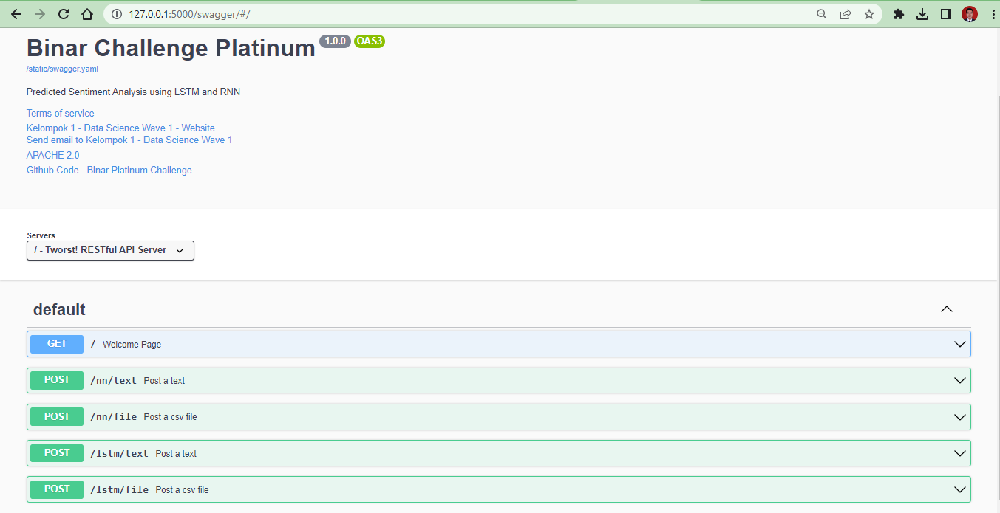 127.0.0.1:5000/swagger/#/
Binar Challenge Platinum 1.0.0 OAS3
/static/swagger.yaml
Predicted Sentiment Analysis using LSTM and RNN
Terms of service
Kelompok 1 - Data Science Wave 1 - Website
Send email to Kelompok 1 - Data Science Wave 1
APACHE 2.0
Github Code - Binar Platinum Challenge
Servers
/ - Tworst! RESTful API Server
default
GET / Welcome Page
POST /nn/text Post a text
POST /nn/file Post a csv file
POST /lstm/text Post a text
POST /lstm/file Post a csv file